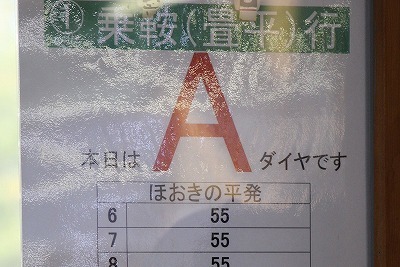 ① 乗鞍(畳平)行
本日は A ダイヤです
ほおきの平発
6 55
7 55
8 55